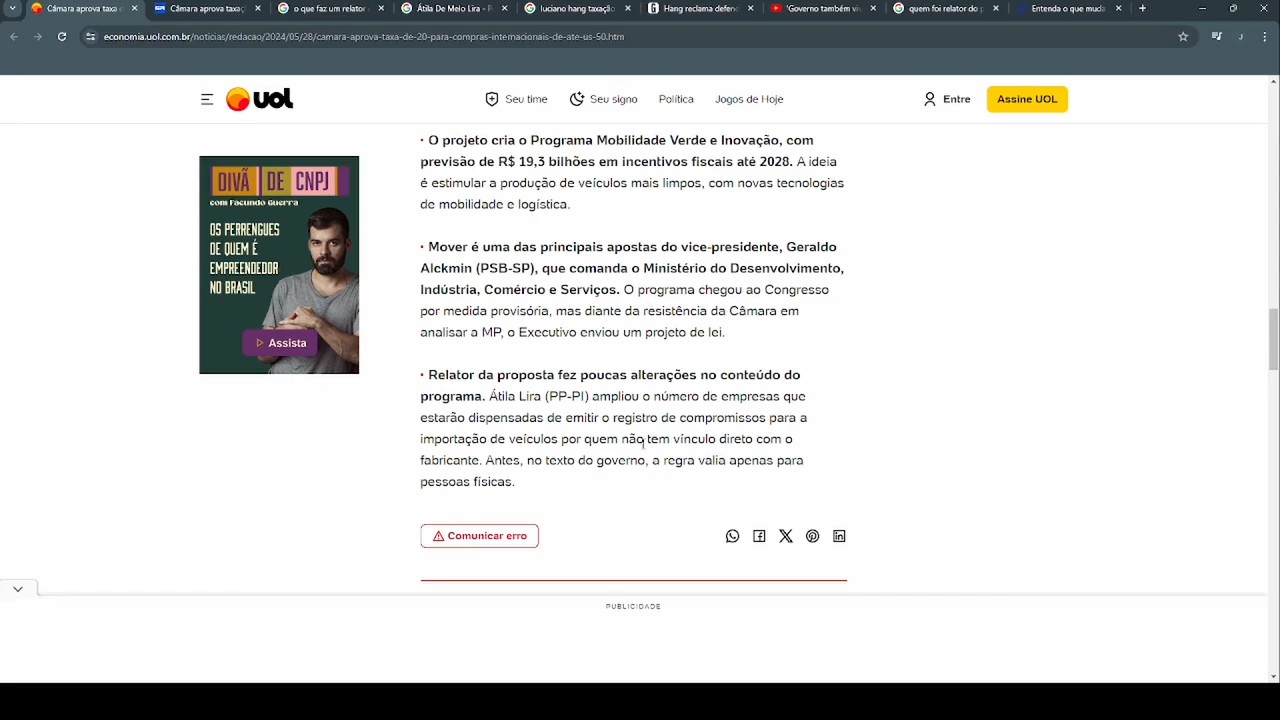 Câmara aprova taxa d
Câmara aprova taxaçã
o que faz um relator d
Átila De Melo Lira - Po
luciano hang taxação
Hang reclama defend
'Governo também viv
quem foi relator do p
Entenda o que muda
economia.uol.com.br/noticias/redacao/2024/05/28/camara-aprova-taxa-de-20-para-compras-internacionais-de-ate-us-50.htm
J
UOL
Seu time
Seu signo
Política
Jogos de Hoje
Entre
Assine UOL
DIVÃ DE CNPJ
com Facundo Guerra
OS PERRENGUES
DE QUEM É
EMPREENDEDOR
NO BRASIL
Assista
· O projeto cria o Programa Mobilidade Verde e Inovação, com
previsão de R$ 19,3 bilhões em incentivos fiscais até 2028. A ideia
é estimular a produção de veículos mais limpos, com novas tecnologias
de mobilidade e logística.
· Mover é uma das principais apostas do vice-presidente, Geraldo
Alckmin (PSB-SP), que comanda o Ministério do Desenvolvimento,
Indústria, Comércio e Serviços. O programa chegou ao Congresso
por medida provisória, mas diante da resistência da Câmara em
analisar a MP, o Executivo enviou um projeto de lei.
· Relator da proposta fez poucas alterações no conteúdo do
programa. Átila Lira (PP-PI) ampliou o número de empresas que
estarão dispensadas de emitir o registro de compromissos para a
importação de veículos por quem não tem vínculo direto com o
fabricante. Antes, no texto do governo, a regra valia apenas para
pessoas físicas.
Comunicar erro
PUBLICIDADE